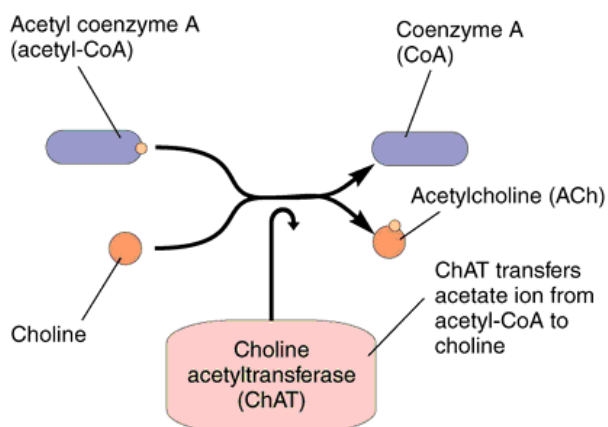 Acetyl coenzyme A
(acetyl-CoA)
Coenzyme A
(CoA)
Acetylcholine (ACh)
Choline
ChAT transfers
acetate ion from
acetyl-CoA to
choline
Choline
acetyltransferase
(ChAT)